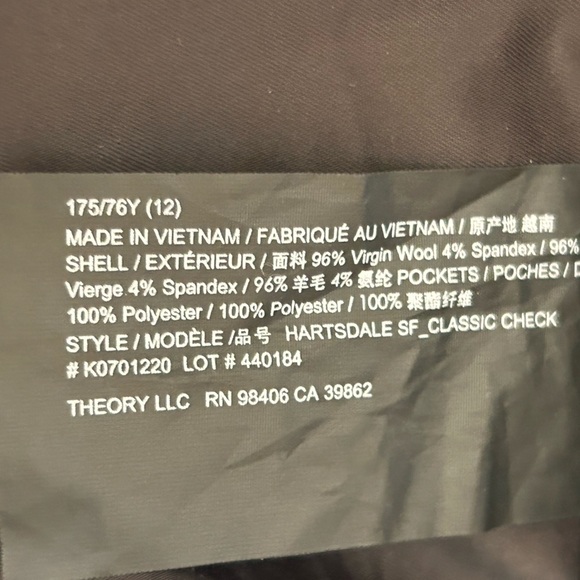 175/76Y (12)
MADE IN VIETNAM / FABRIQUÉ AU VIETNAM / 原产地 越南
SHELL / EXTÉRIEUR / 面料 96% Virgin Wool 4% Spandex / 96%
Vierge 4% Spandex / 96% 羊毛 4% 氨纶 POCKETS / POCHES /
100% Polyester / 100% Polyester / 100% 聚酯纤维
STYLE / MODÈLE /品号 HARTSDALE SF_CLASSIC CHECK
# K0701220 LOT # 440184
THEORY LLC RN 98406 CA 39862